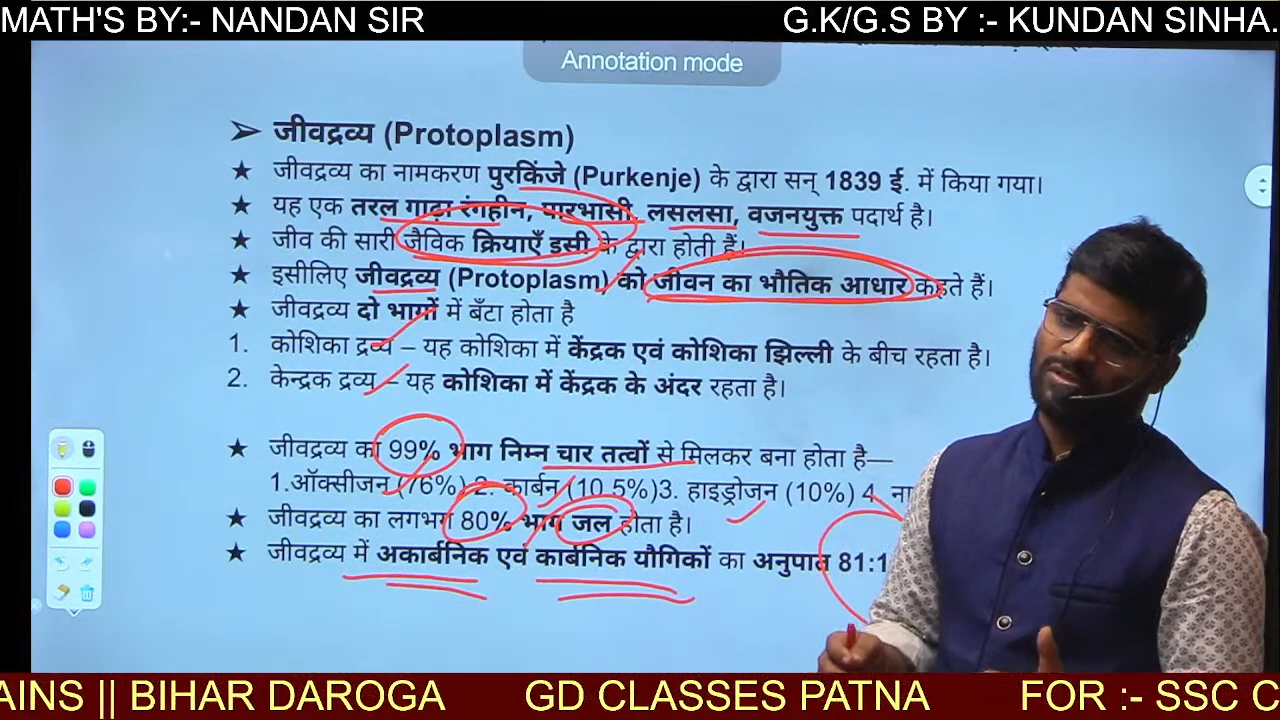 MATH'S BY:- NANDAN SIR G.K/G.S BY :- KUNDAN SINHA.
Annotation mode
➢ जीवद्रव्य (Protoplasm)
★ जीवद्रव्य का नामकरण पुरकिंजे (Purkenje) के द्वारा सन् 1839 ई. में किया गया।
★ यह एक तरल गाढ़ा रंगहीन, पारभासी, लसलसा, वजनयुक्त पदार्थ है।
★ जीव की सारी जैविक क्रियाएँ इसी के द्वारा होती हैं।
★ इसीलिए जीवद्रव्य (Protoplasm) को जीवन का भौतिक आधार कहते हैं।
★ जीवद्रव्य दो भागों में बँटा होता है
1. कोशिका द्रव्य – यह कोशिका में केंद्रक एवं कोशिका झिल्ली के बीच रहता है।
2. केन्द्रक द्रव्य – यह कोशिका में केंद्रक के अंदर रहता है।
★ जीवद्रव्य का 99% भाग निम्न चार तत्वों से मिलकर बना होता है—
1.ऑक्सीजन (76%) 2. कार्बन (10.5%)3. हाइड्रोजन (10%) 4.
★ जीवद्रव्य का लगभग 80% भाग जल होता है।
★ जीवद्रव्य में अकार्बनिक एवं कार्बनिक यौगिकों का अनुपात 81:1
AINS || BIHAR DAROGA GD CLASSES PATNA FOR :- SSC C